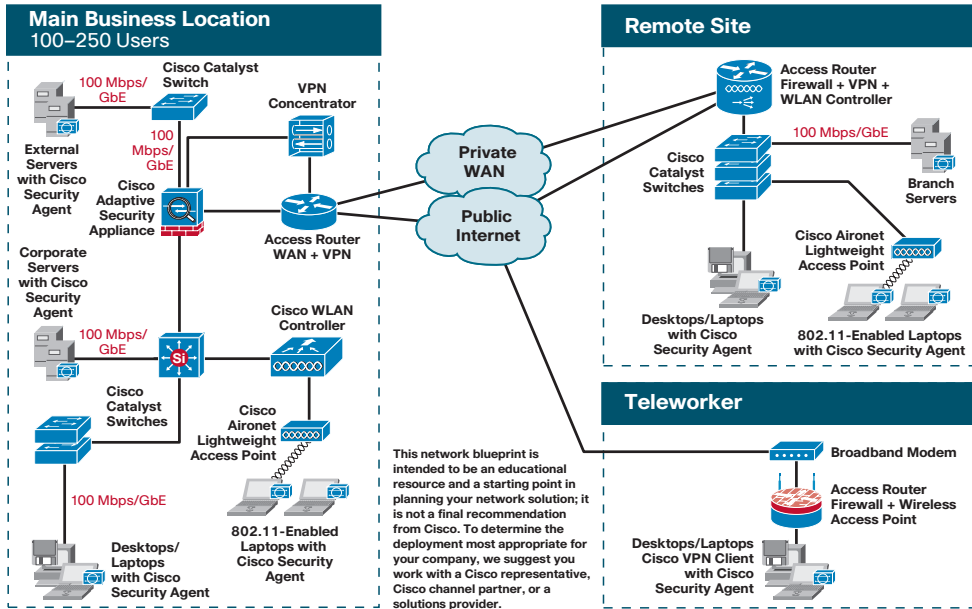 Main Business Location
100–250 Users
Cisco Catalyst
Switch
100 Mbps/
GbE
External
Servers
with Cisco
Security
Agent
100
Mbps/
GbE
VPN
Concentrator
Cisco
Adaptive
Security
Appliance
Access Router
WAN + VPN
Corporate
Servers
with Cisco
Security
Agent
100 Mbps/
GbE
Si
Cisco WLAN
Controller
Cisco
Catalyst
Switches
Cisco
Aironet
Lightweight
Access Point
100 Mbps/GbE
Desktops/
Laptops
with Cisco
Security Agent
802.11-Enabled
Laptops with
Cisco Security
Agent
Private
WAN
Public
Internet
This network blueprint is
intended to be an educational
resource and a starting point in
planning your network solution; it
is not a final recommendation
from Cisco. To determine the
deployment most appropriate for
your company, we suggest you
work with a Cisco representative,
Cisco channel partner, or a
solutions provider.
Remote Site
Access Router
Firewall + VPN +
WLAN Controller
100 Mbps/GbE
Cisco
Catalyst
Switches
Branch
Servers
Cisco Aironet
Lightweight
Access Point
Desktops/Laptops
with Cisco
Security Agent
802.11-Enabled Laptops
with Cisco Security Agent
Teleworker
Broadband Modem
Access Router
Firewall + Wireless
Access Point
Desktops/Laptops
Cisco VPN Client
with Cisco
Security
Agent